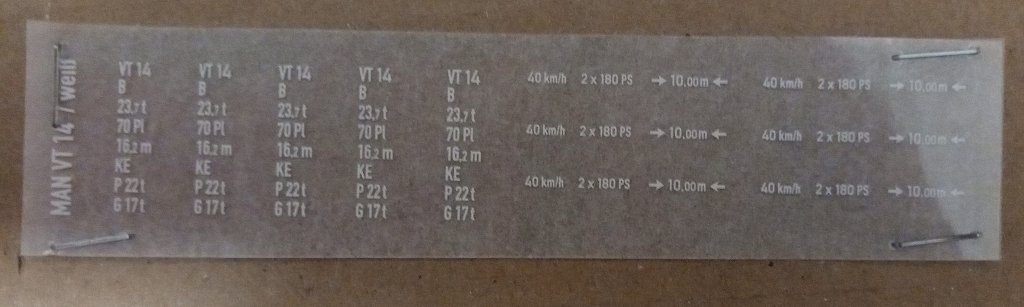 MAN VT 14 / weiß
VT 14 VT 14 VT 14 VT 14 VT 14
B B B B B
23,7 t 23,7 t 23,7 t 23,7 t 23,7 t
70 Pl 70 Pl 70 Pl 70 Pl 70 Pl
16,2 m 16,2 m 16,2 m 16,2 m 16,2 m
KE KE KE KE KE
P 22 t P 22 t P 22 t P 22 t P 22 t
G 17 t G 17 t G 17 t G 17 t G 17 t
40 km/h 2 x 180 PS → 10,00 m ← 40 km/h 2 x 180 PS → 10,00 m ←
40 km/h 2 x 180 PS → 10,00 m ← 40 km/h 2 x 180 PS → 10,00 m ←
40 km/h 2 x 180 PS → 10,00 m ← 40 km/h 2 x 180 PS → 10,00 m ←